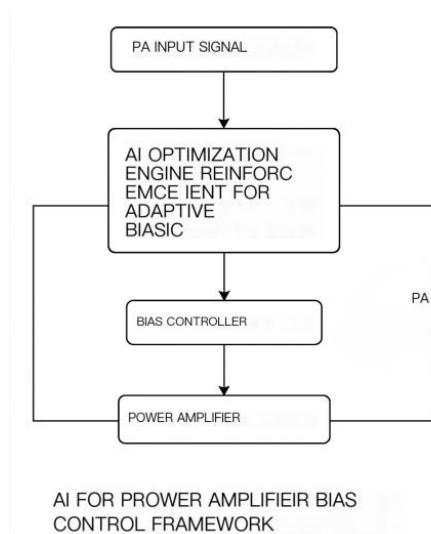 PA INPUT SIGNAL
AI OPTIMIZATION
ENGINE REINFORC
EMCE IENT FOR
ADAPTIVE
BIASIC
PA
BIAS CONTROLLER
POWER AMPLIFIER
AI FOR PROWER AMPLIFIEIR BIAS
CONTROL FRAMEWORK